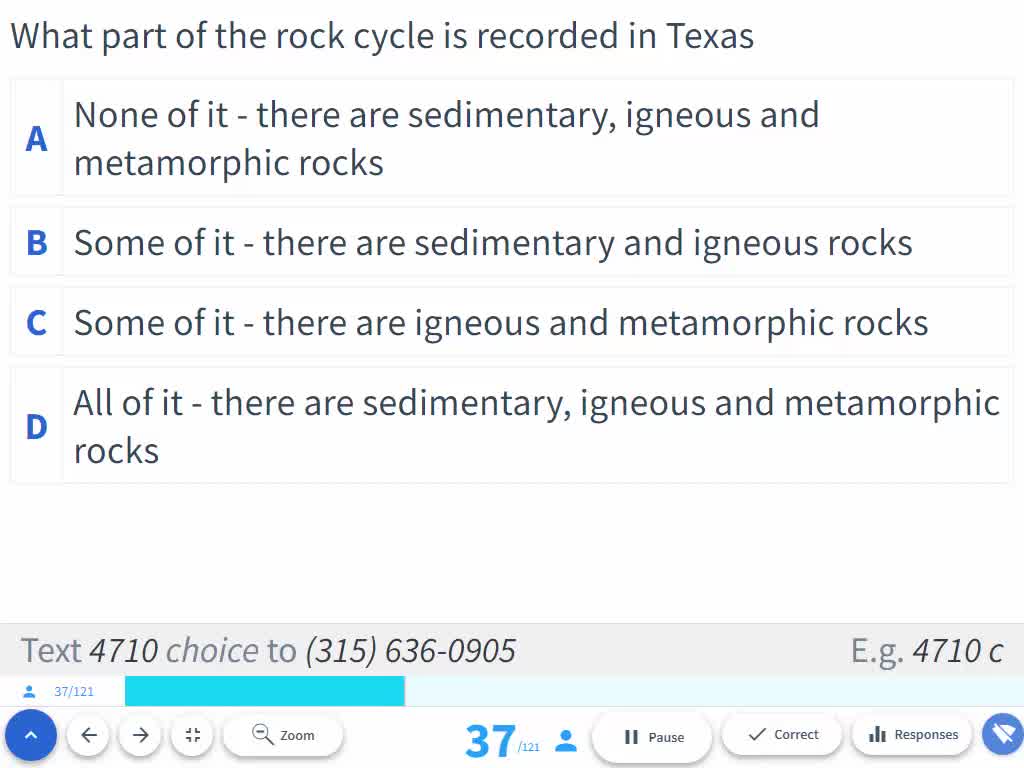 What part of the rock cycle is recorded in Texas
A
None of it - there are sedimentary, igneous and
metamorphic rocks
B
Some of it - there are sedimentary and igneous rocks
C
Some of it - there are igneous and metamorphic rocks
D
All of it - there are sedimentary, igneous and metamorphic
rocks
Text 4710 choice to (315) 636-0905
E.g. 4710 c
37/121
Zoom
37/121
Pause
Correct
Responses